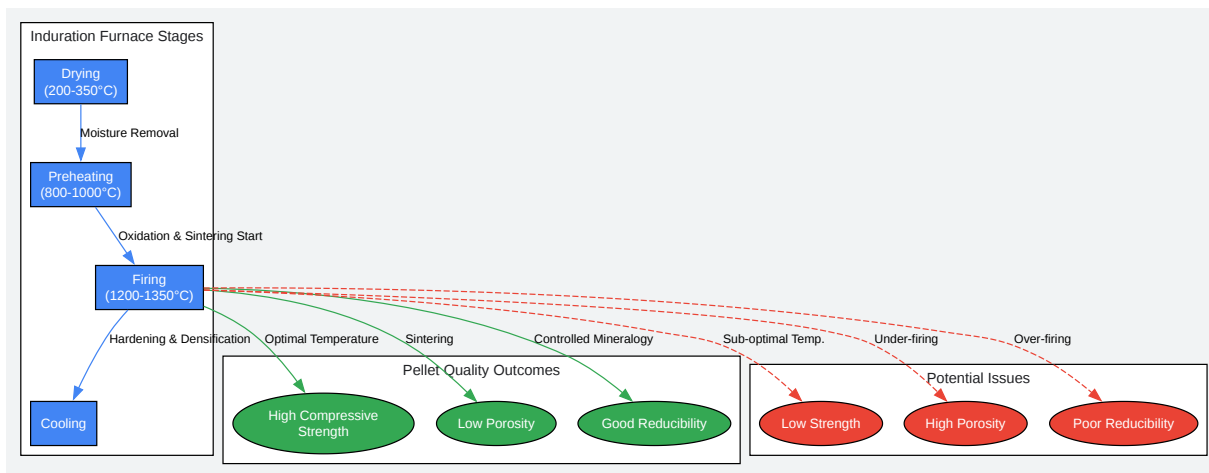 Induration Furnace Stages
Drying
(200-350°C)
Moisture Removal
Preheating
(800-1000°C)
Oxidation & Sintering Start
Firing
(1200-1350°C)
Hardening & Densification
Optimal Temperature
Sintering
Controlled Mineralogy
Sub-optimal Temp.
Under-firing
Over-firing
Cooling
Pellet Quality Outcomes
High Compressive
Strength
Low Porosity
Good Reducibility
Potential Issues
Low Strength
High Porosity
Poor Reducibility